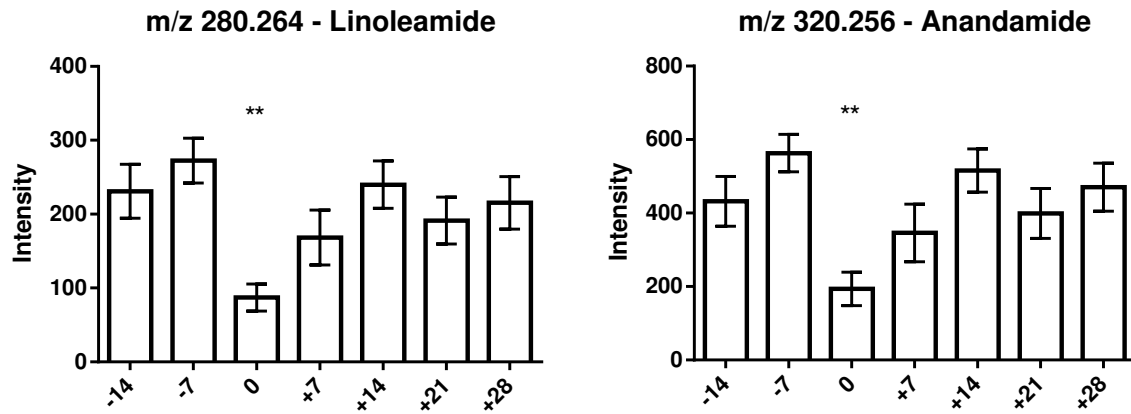 m/z 280.264 - Linoleamide
400
300
200
100
0
Intensity
**
-14 -7 0 +7 +14 +21 +28
m/z 320.256 - Anandamide
800
600
400
200
0
Intensity
**
-14 -7 0 +7 +14 +21 +28